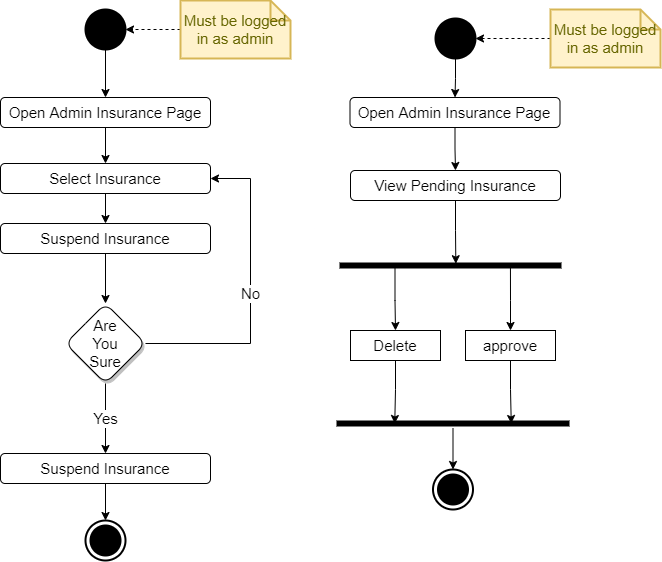 Must be logged
in as admin
Open Admin Insurance Page
Select Insurance
Suspend Insurance
No
Are
You
Sure
Yes
Suspend Insurance
Must be logged
in as admin
Open Admin Insurance Page
View Pending Insurance
Delete
approve